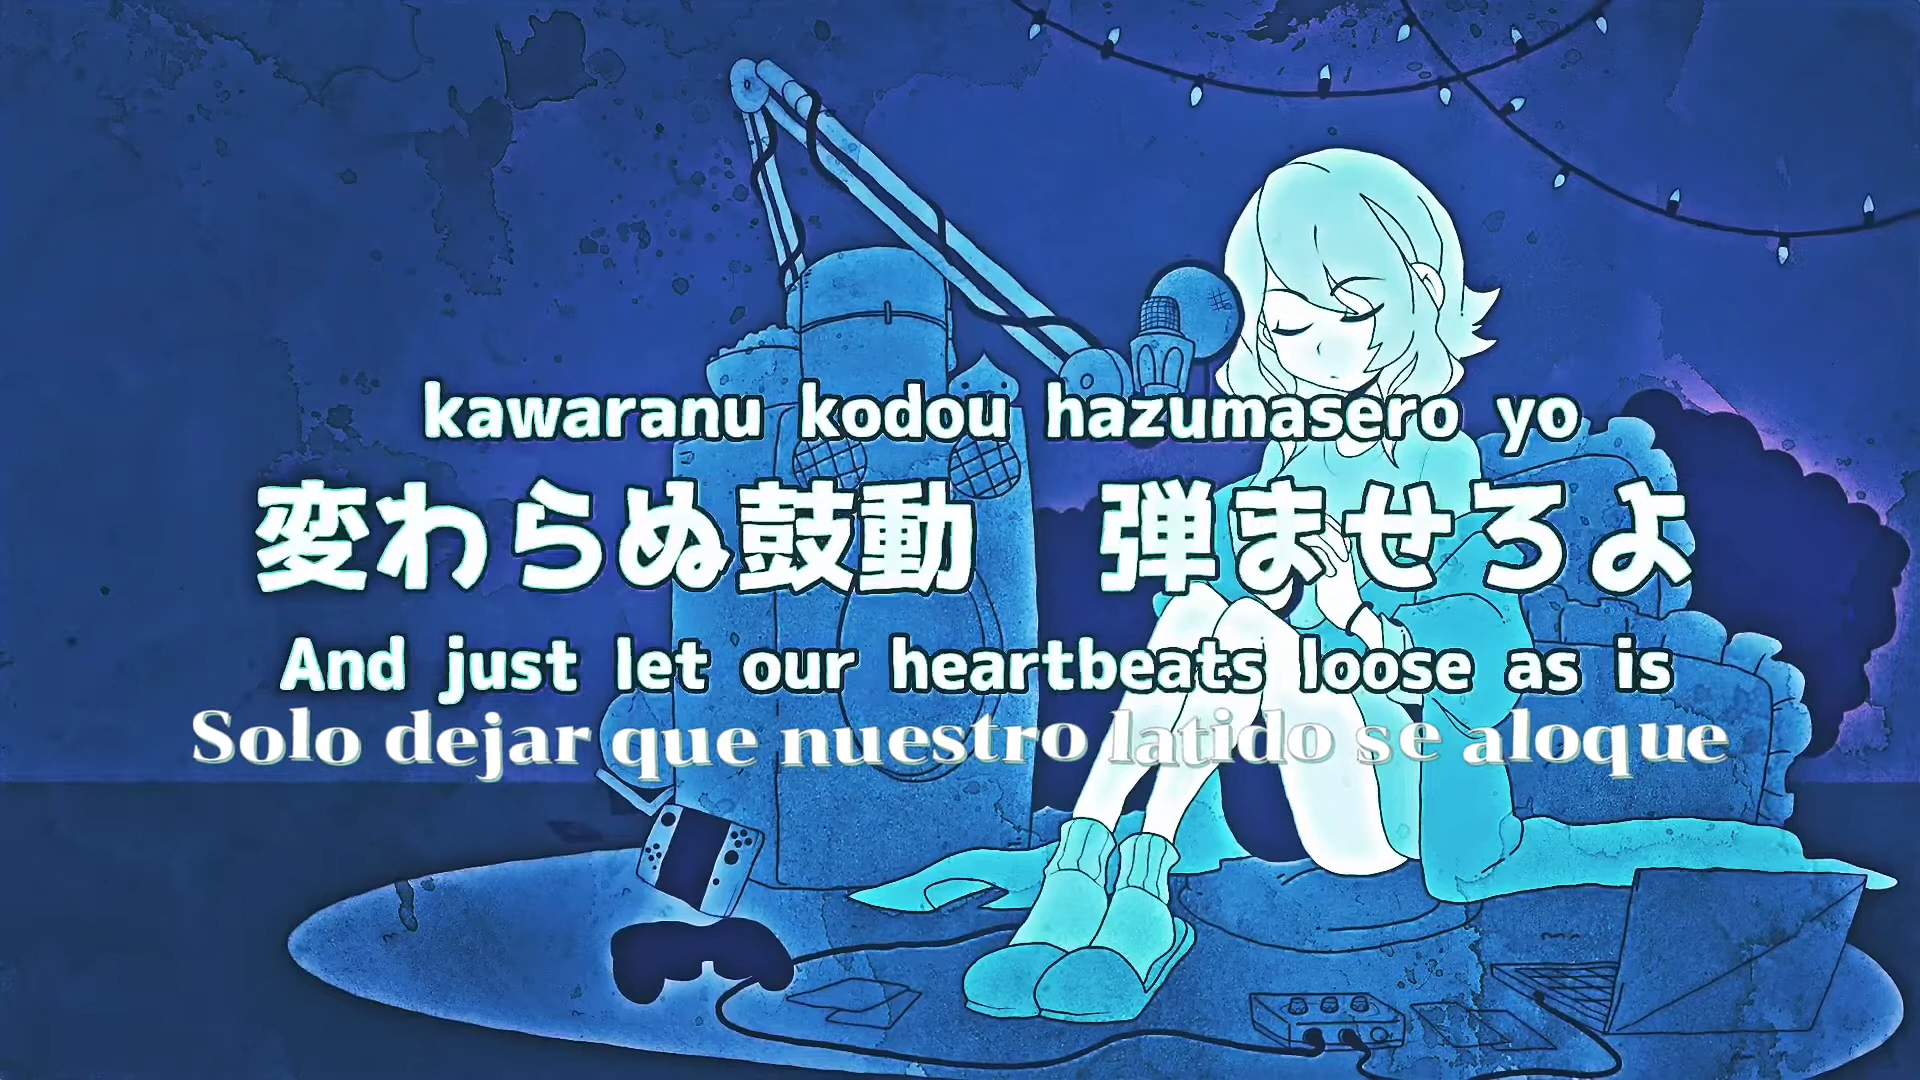 kawaranu kodou hazumasero yo
変わらぬ鼓動　弾ませろよ
And just let our heartbeats loose as is
Solo dejar que nuestro latido se aloque